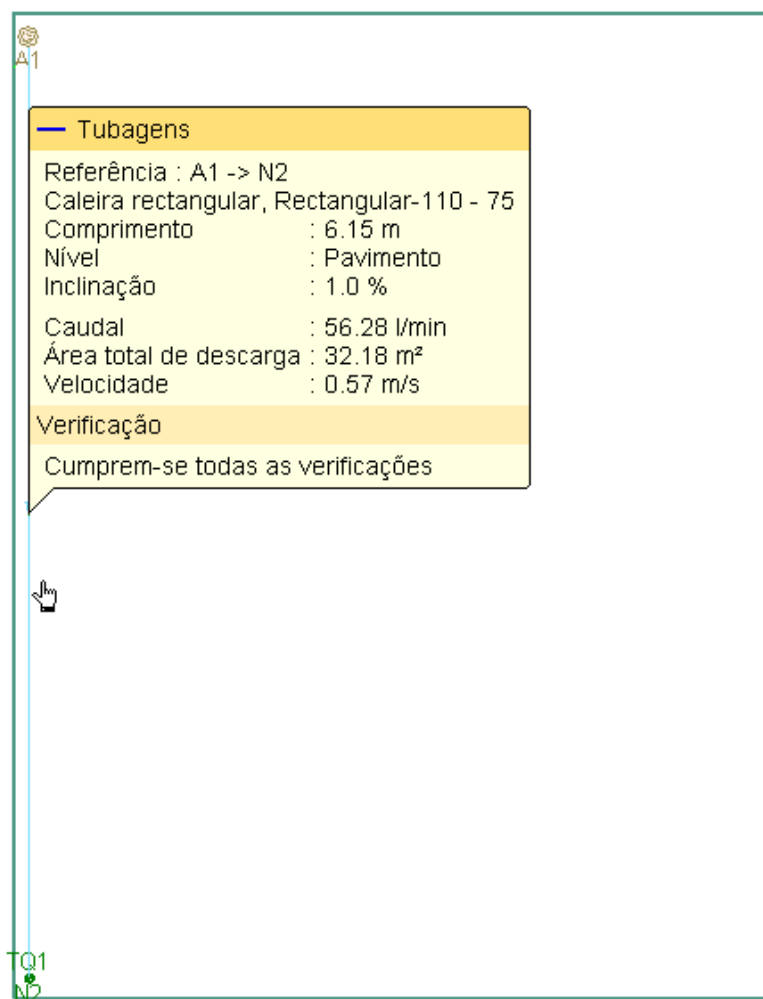 A1
Tubagens
Referência : A1 -> N2
Caleira rectangular, Rectangular-110 - 75
Comprimento : 6.15 m
Nível : Pavimento
Inclinação : 1.0 %
Caudal : 56.28 l/min
Área total de descarga : 32.18 m²
Velocidade : 0.57 m/s
Verificação
Cumprem-se todas as verificações
TQ1
N2